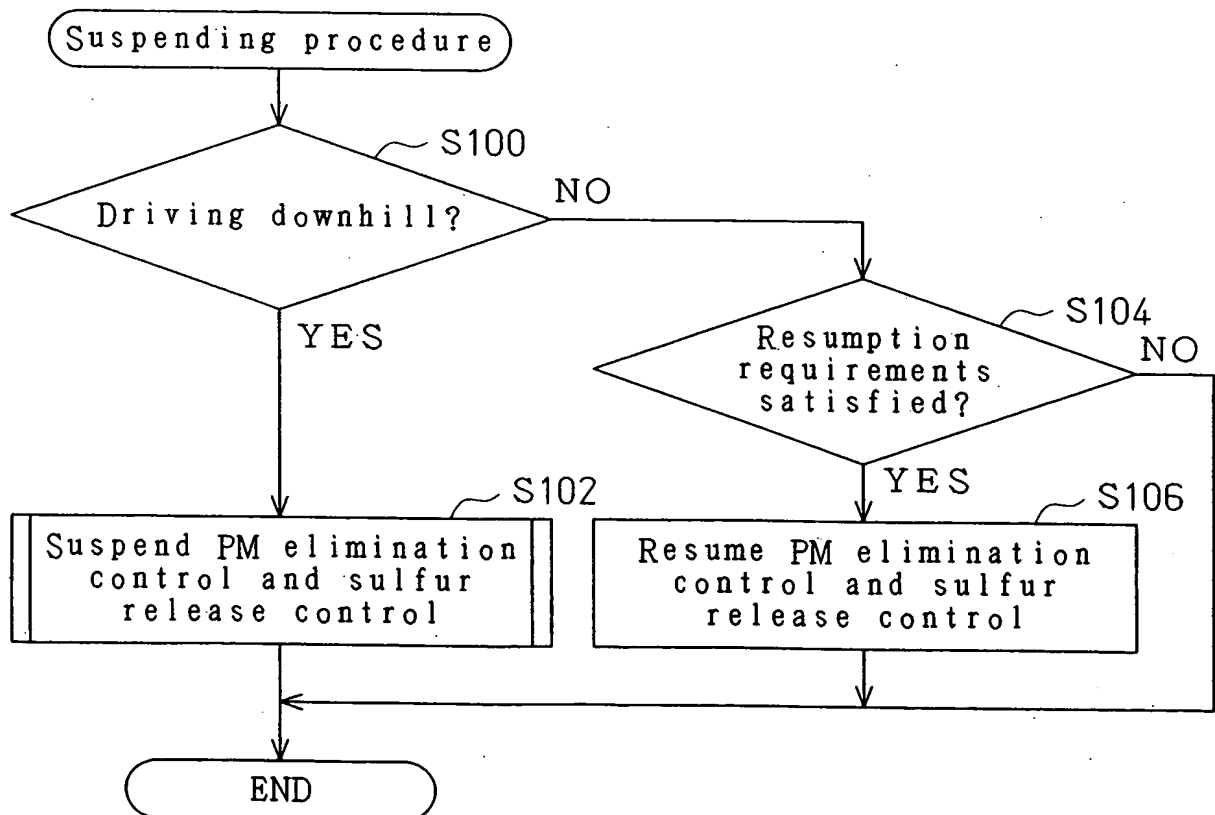 Suspending procedure
S100
NO
Driving downhill?
YES
S104
NO
Resumption
requirements
satisfied?
YES
S102
Suspend PM elimination
control and sulfur
release control
S106
Resume PM elimination
control and sulfur
release control
END